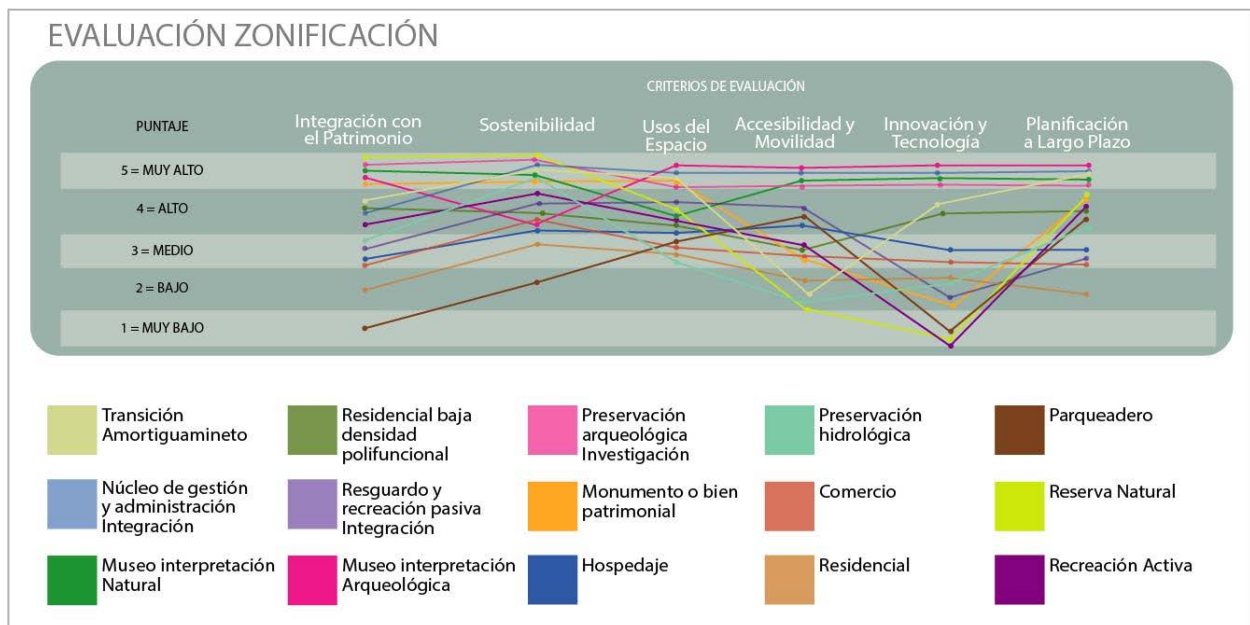 EVALUACIÓN ZONIFICACIÓN
CRITERIOS DE EVALUACIÓN
PUNTAJE
Integración con
el Patrimonio
Sostenibilidad
Usos del
Espacio
Accesibilidad y
Movilidad
Innovación y
Tecnología
Planificación
a Largo Plazo
5 = MUY ALTO
4 = ALTO
3 = MEDIO
2 = BAJO
1 = MUY BAJO
Transición
Amortiguamineto
Residencial baja
densidad
polifuncional
Preservación
arqueológica
Investigación
Preservación
hidrológica
Parqueadero
Núcleo de gestión
y administración
Integración
Resguardo y
recreación pasiva
Integración
Monumento o bien
patrimonial
Comercio
Reserva Natural
Museo interpretación
Natural
Museo interpretación
Arqueológica
Hospedaje
Residencial
Recreación Activa